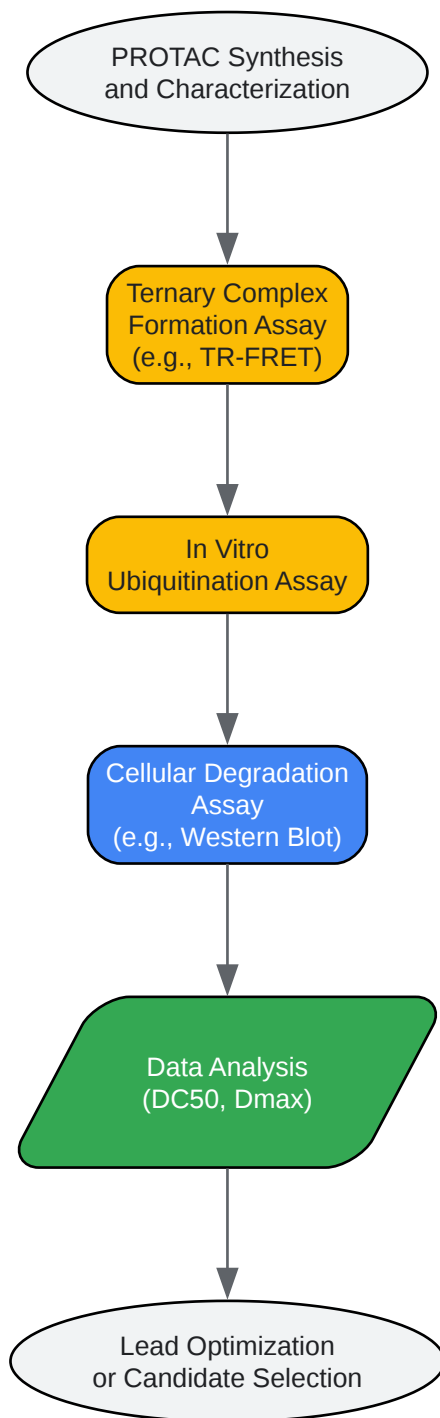 PROTAC Synthesis
and Characterization
Ternary Complex
Formation Assay
(e.g., TR-FRET)
In Vitro
Ubiquitination Assay
Cellular Degradation
Assay
(e.g., Western Blot)
Data Analysis
(DC50, Dmax)
Lead Optimization
or Candidate Selection